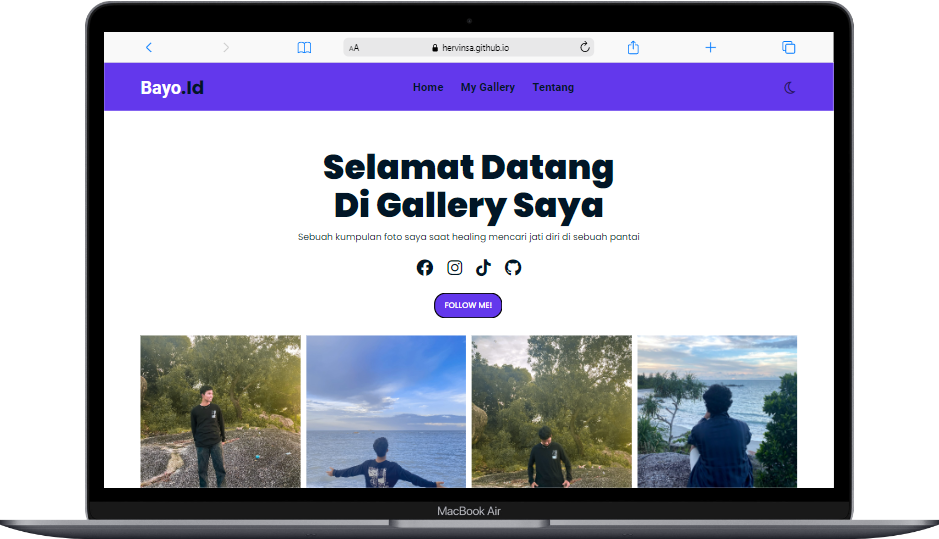 AA hervinsa.github.io
Bayo.Id Home My Gallery Tentang
Selamat Datang
Di Gallery Saya
Sebuah kumpulan foto saya saat healing mencari jati diri di sebuah pantai
FOLLOW ME!
MacBook Air